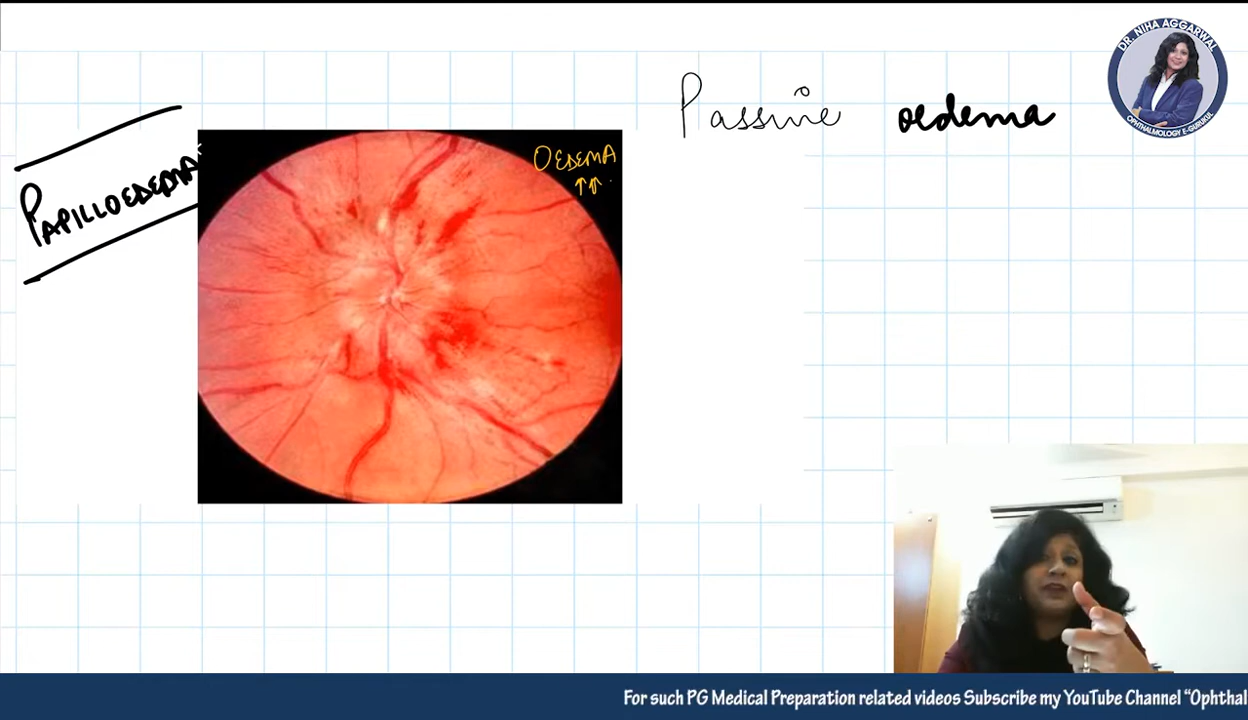 DR. NIHA AGGARWAL
OPHTHALMOLOGY E-GURUKUL
Passive oedema
OEDEMA
↑↑
PAPILLOEDEMA
For such PG Medical Preparation related videos Subscribe my YouTube Channel "Ophthal